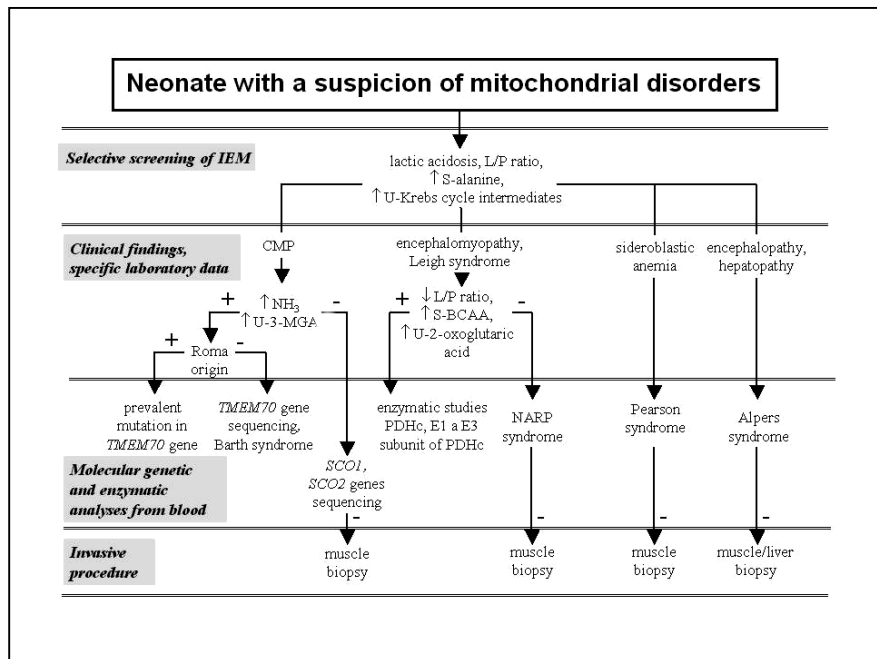 Neonate with a suspicion of mitochondrial disorders
Selective screening of IEM
lactic acidosis, L/P ratio,
↑ S-alanine,
↑ U-Krebs cycle intermediates
Clinical findings,
specific laboratory data
CMP
encephalomyopathy,
Leigh syndrome
sideroblastic
anemia
encephalopathy,
hepatopathy
+
↑ NH₃
↑ U-3-MGA
-
+
↓ L/P ratio,
↑ S-BCAA,
↑ U-2-oxoglutaric
acid
-
+
Roma
origin
-
prevalent
mutation in
TMEM70 gene
TMEM70 gene
sequencing,
Barth syndrome
enzymatic studies
PDHc, E1 a E3
subunit of PDHc
NARP
syndrome
Pearson
syndrome
Alpers
syndrome
Molecular genetic
and enzymatic
analyses from blood
SCO1,
SCO2 genes
sequencing
-
-
-
-
Invasive
procedure
muscle
biopsy
muscle
biopsy
muscle
biopsy
muscle/liver
biopsy